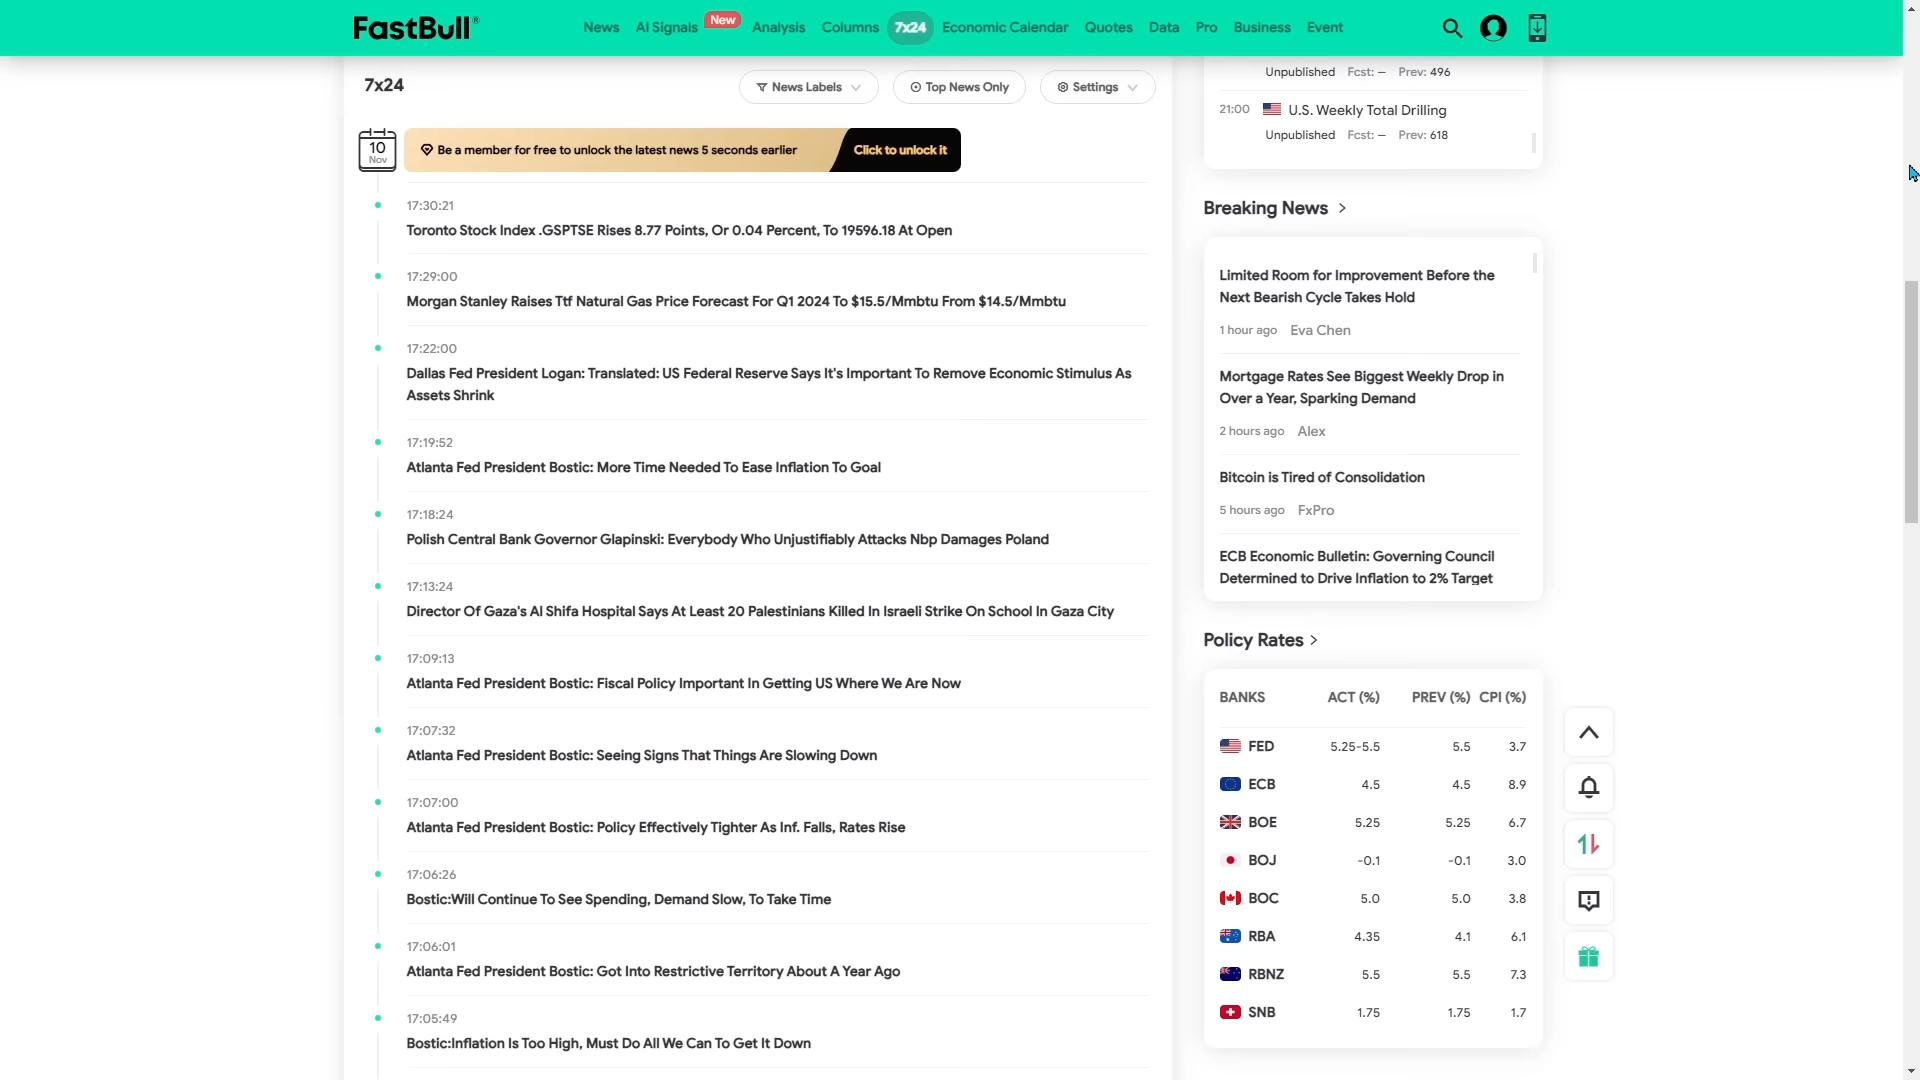 FastBull®
News
AI Signals
New
Analysis
Columns
7x24
Economic Calendar
Quotes
Data
Pro
Business
Event
7x24
News Labels
Top News Only
Settings
10
Nov
Be a member for free to unlock the latest news 5 seconds earlier
Click to unlock it
17:30:21
Toronto Stock Index .GSPTSE Rises 8.77 Points, Or 0.04 Percent, To 19596.18 At Open
17:29:00
Morgan Stanley Raises Ttf Natural Gas Price Forecast For Q1 2024 To $15.5/Mmbtu From $14.5/Mmbtu
17:22:00
Dallas Fed President Logan: Translated: US Federal Reserve Says It's Important To Remove Economic Stimulus As
Assets Shrink
17:19:52
Atlanta Fed President Bostic: More Time Needed To Ease Inflation To Goal
17:18:24
Polish Central Bank Governor Glapinski: Everybody Who Unjustifiably Attacks Nbp Damages Poland
17:13:24
Director Of Gaza's Al Shifa Hospital Says At Least 20 Palestinians Killed In Israeli Strike On School In Gaza City
17:09:13
Atlanta Fed President Bostic: Fiscal Policy Important In Getting US Where We Are Now
17:07:32
Atlanta Fed President Bostic: Seeing Signs That Things Are Slowing Down
17:07:00
Atlanta Fed President Bostic: Policy Effectively Tighter As Inf. Falls, Rates Rise
17:06:26
Bostic:Will Continue To See Spending, Demand Slow, To Take Time
17:06:01
Atlanta Fed President Bostic: Got Into Restrictive Territory About A Year Ago
17:05:49
Bostic:Inflation Is Too High, Must Do All We Can To Get It Down
Unpublished Fcst: – Prev: 496
21:00 U.S. Weekly Total Drilling
Unpublished Fcst: – Prev: 618
Breaking News >
Limited Room for Improvement Before the
Next Bearish Cycle Takes Hold
1 hour ago Eva Chen
Mortgage Rates See Biggest Weekly Drop in
Over a Year, Sparking Demand
2 hours ago Alex
Bitcoin is Tired of Consolidation
5 hours ago FxPro
ECB Economic Bulletin: Governing Council
Determined to Drive Inflation to 2% Target
Policy Rates >
BANKS ACT (%) PREV (%) CPI (%)
FED 5.25-5.5 5.5 3.7
ECB 4.5 4.5 8.9
BOE 5.25 5.25 6.7
BOJ -0.1 -0.1 3.0
BOC 5.0 5.0 3.8
RBA 4.35 4.1 6.1
RBNZ 5.5 5.5 7.3
SNB 1.75 1.75 1.7